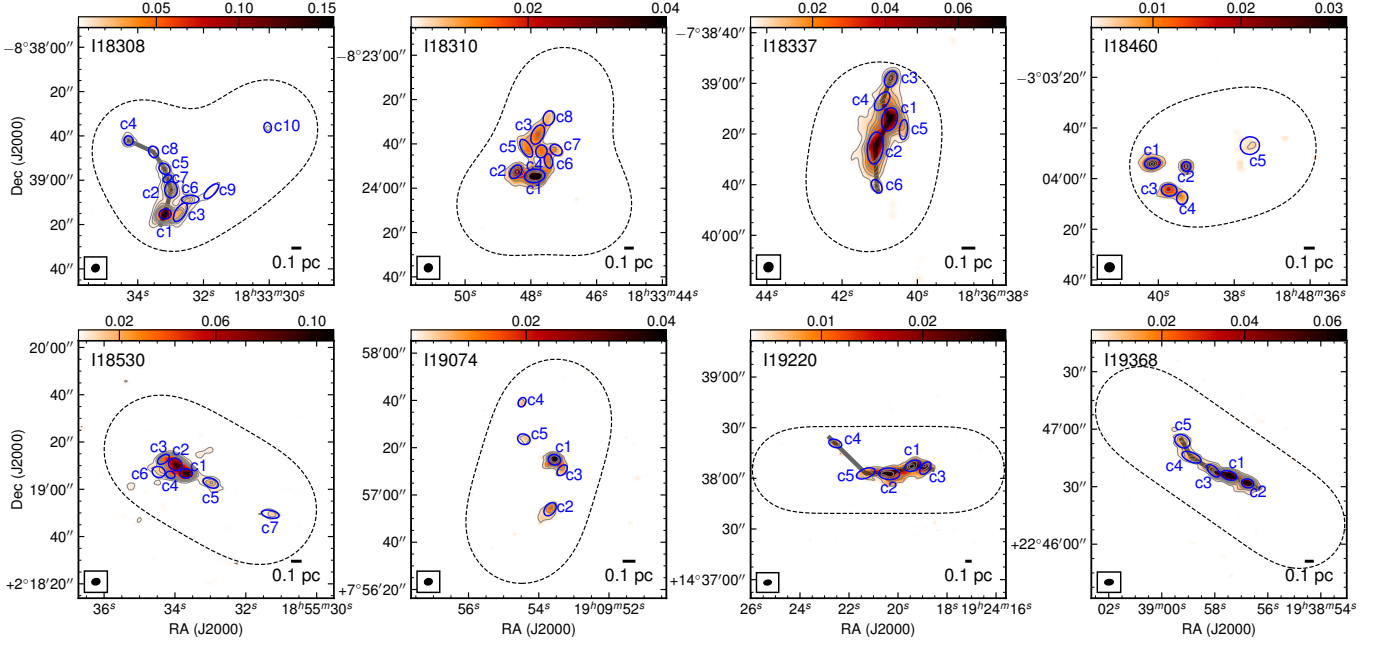 0.05 0.10 0.15
I18308
−8°38′00″
20″
40″
39′00″
20″
40″
Dec (J2000)
c4
c8
c5
c7
c2
c6
c9
c3
c1
c10
0.1 pc
34ˢ 32ˢ 18ʰ33ᵐ30ˢ
0.02 0.04
I18310
−8°23′00″
20″
40″
24′00″
20″
40″
c8
c3
c5
c7
c4
c6
c2
c1
0.1 pc
50ˢ 48ˢ 46ˢ 18ʰ33ᵐ44ˢ
0.02 0.04 0.06
I18337
−7°38′40″
39′00″
20″
40″
40′00″
c3
c4
c1
c5
c2
c6
0.1 pc
44ˢ 42ˢ 40ˢ 18ʰ36ᵐ38ˢ
0.01 0.02 0.03
I18460
−3°03′20″
40″
04′00″
20″
40″
c1
c2
c3
c4
c5
0.1 pc
40ˢ 38ˢ 18ʰ48ᵐ36ˢ
0.02 0.06 0.10
I18530
20′00″
40″
20″
19′00″
40″
+2°18′20″
Dec (J2000)
c3
c2
c1
c6
c4
c5
c7
0.1 pc
36ˢ 34ˢ 32ˢ 18ʰ55ᵐ30ˢ
RA (J2000)
0.02 0.04
I19074
58′00″
40″
20″
57′00″
40″
+7°56′20″
c4
c5
c1
c3
c2
0.1 pc
56ˢ 54ˢ 19ʰ09ᵐ52ˢ
RA (J2000)
0.01 0.02
I19220
39′00″
30″
38′00″
30″
+14°37′00″
c4
c1
c5
c2
c3
0.1 pc
26ˢ 24ˢ 22ˢ 20ˢ 18ˢ19ʰ24ᵐ16ˢ
RA (J2000)
0.02 0.04 0.06
I19368
30″
47′00″
30″
+22°46′00″
c5
c4
c1
c3
c2
0.1 pc
02ˢ 39ᵐ00ˢ 58ˢ 56ˢ 19ʰ38ᵐ54ˢ
RA (J2000)